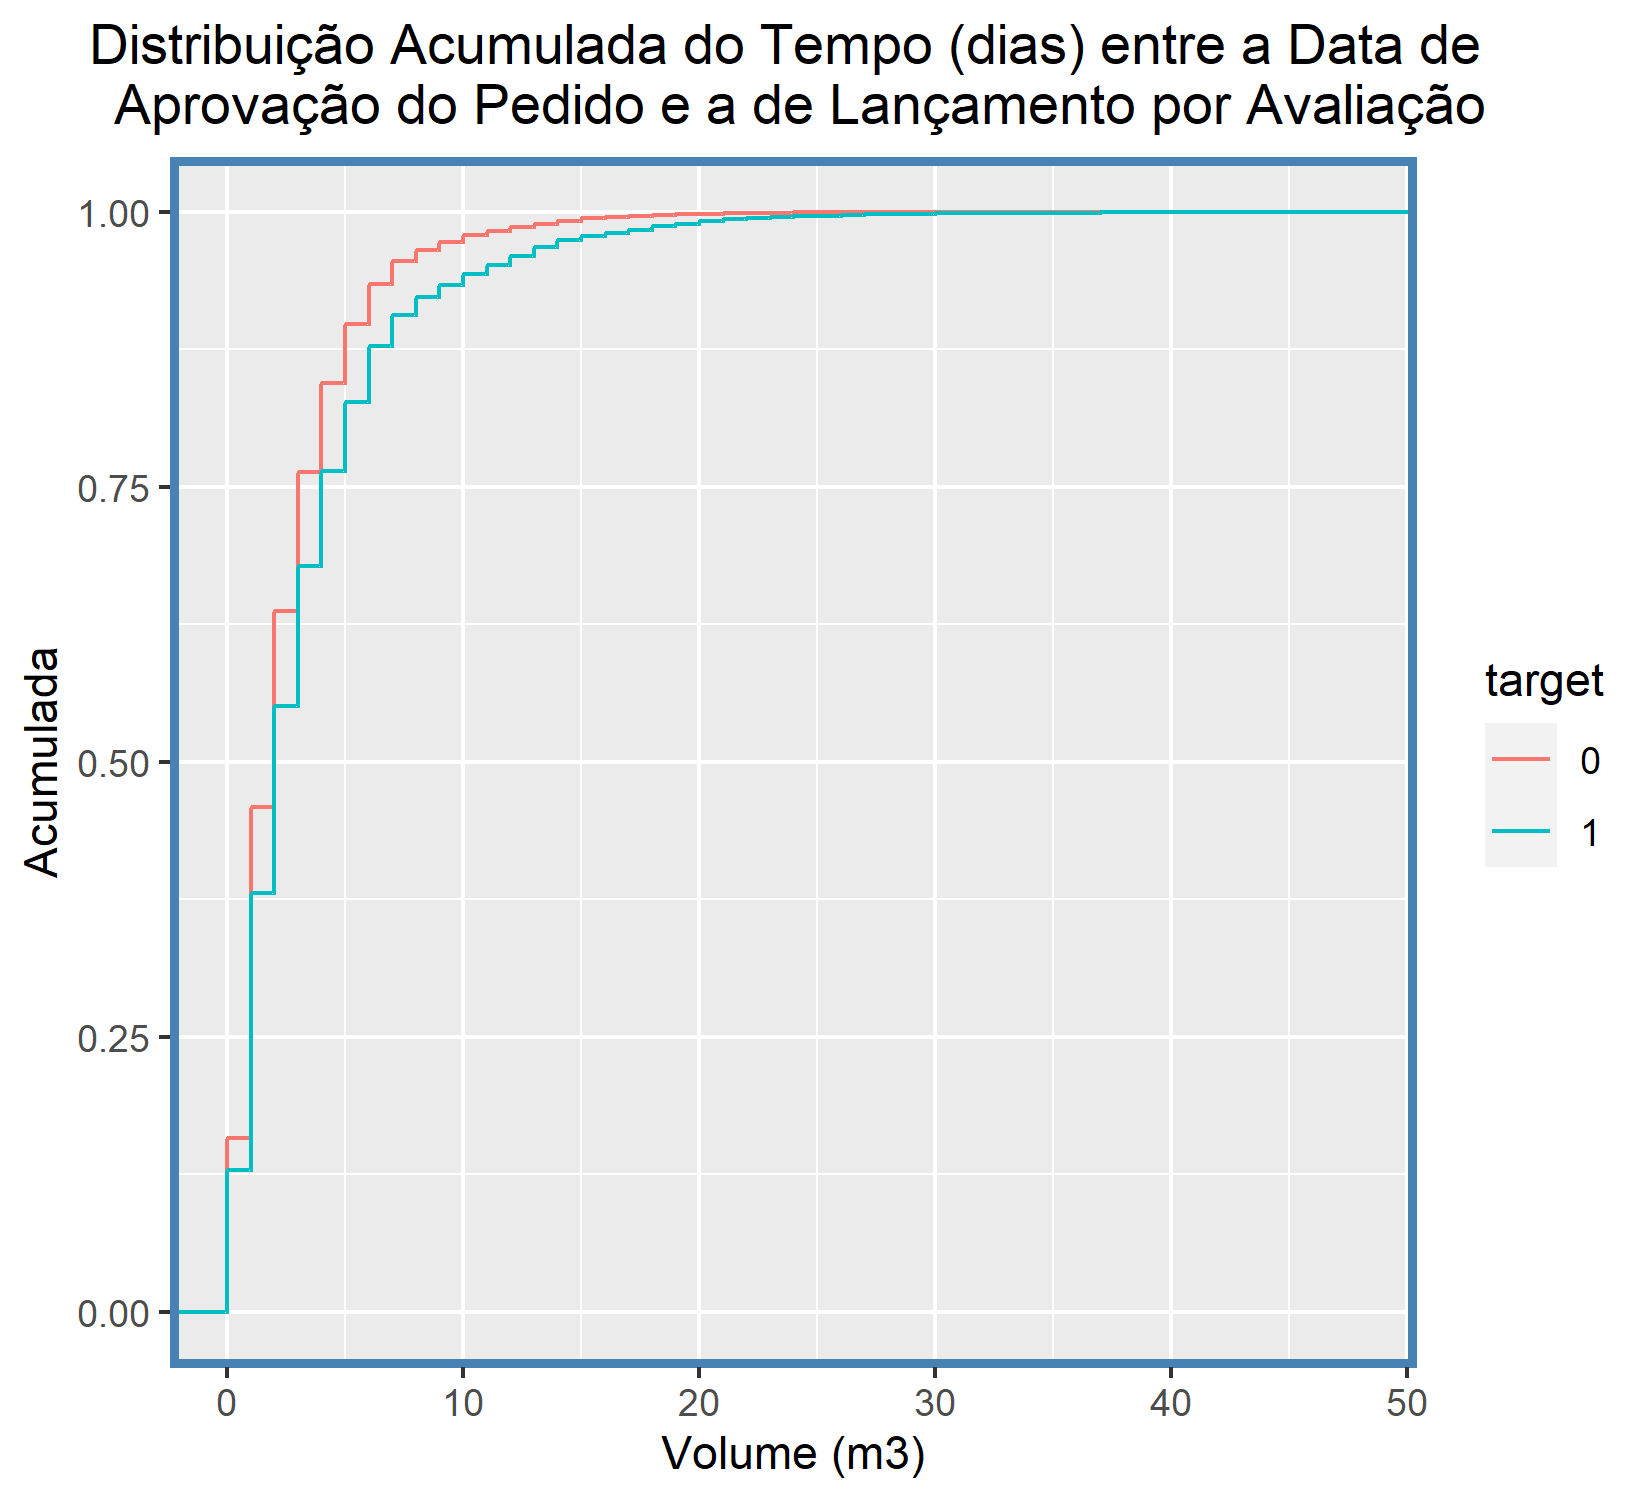 Distribuição Acumulada do Tempo (dias) entre a Data de
Aprovação do Pedido e a de Lançamento por Avaliação
1.00
0.75
0.50
0.25
0.00
Acumulada
0 10 20 30 40 50
Volume (m3)
target
0
1